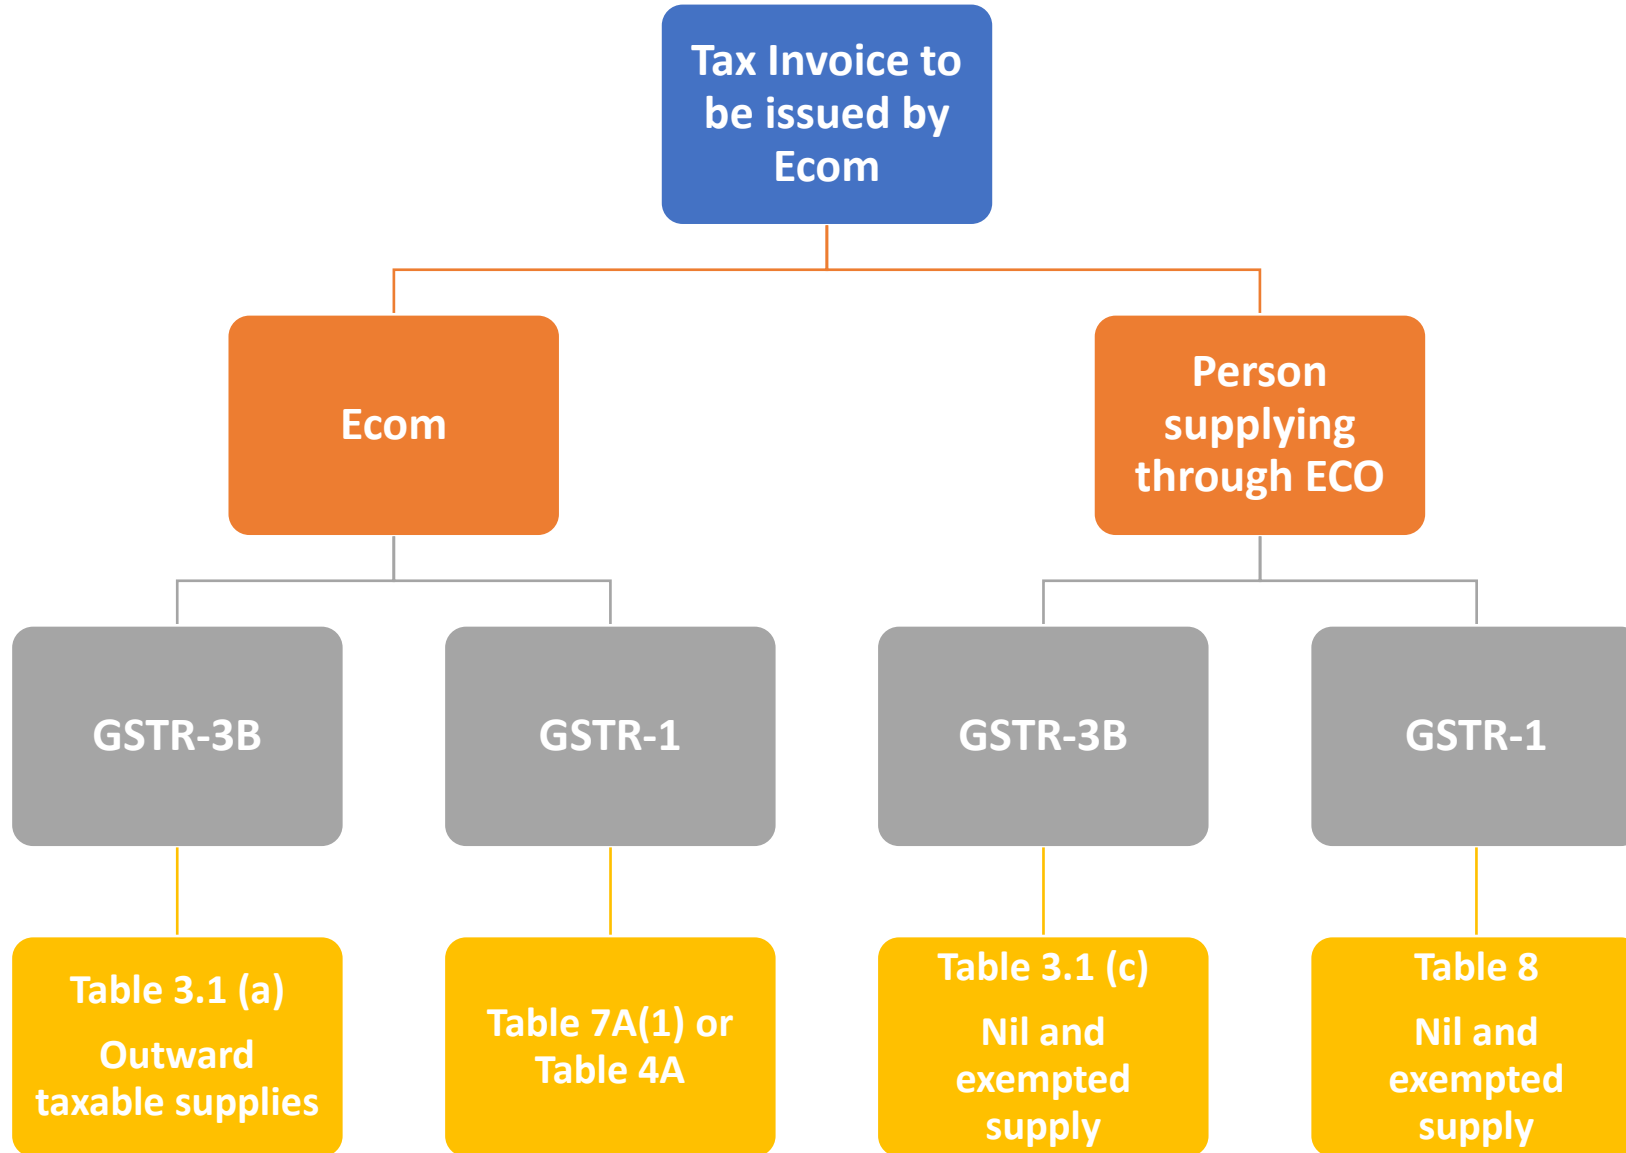 Tax Invoice to
be issued by
Ecom
Ecom
Person
supplying
through ECO
GSTR-3B
GSTR-1
GSTR-3B
GSTR-1
Table 3.1 (a)
Outward
taxable supplies
Table 7A(1) or
Table 4A
Table 3.1 (c)
Nil and
exempted
supply
Table 8
Nil and
exempted
supply